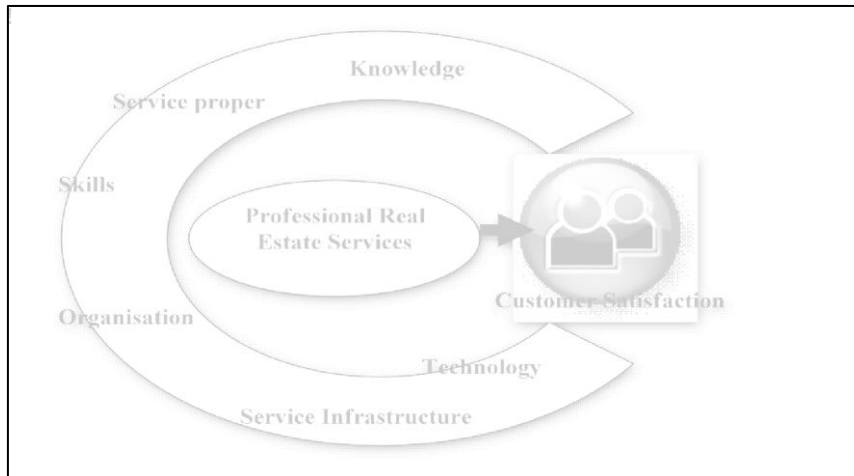 Knowledge
Service proper
Skills
Professional Real
Estate Services
Customer Satisfaction
Organisation
Technology
Service Infrastructure